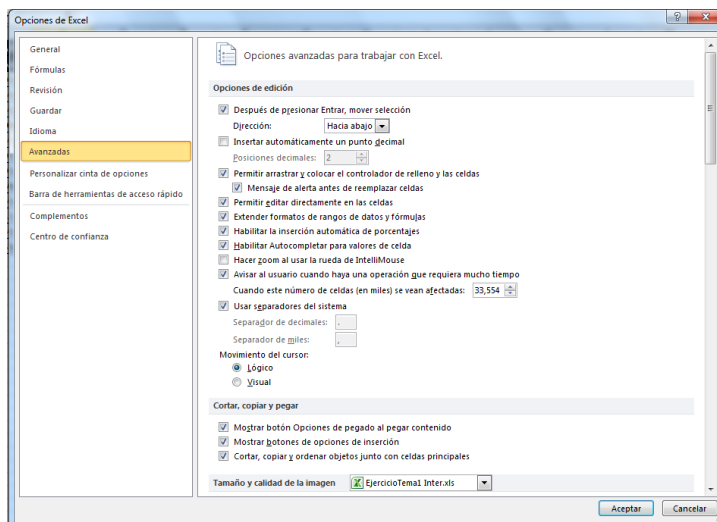 Opciones de Excel
General
Fórmulas
Revisión
Guardar
Idioma
Avanzadas
Personalizar cinta de opciones
Barra de herramientas de acceso rápido
Complementos
Centro de confianza
Opciones avanzadas para trabajar con Excel.
Opciones de edición
Después de presionar Entrar, mover selección
Dirección: Hacia abajo
Insertar automáticamente un punto decimal
Posiciones decimales: 2
Permitir arrastrar y colocar el controlador de relleno y las celdas
Mensaje de alerta antes de reemplazar celdas
Permitir editar directamente en las celdas
Extender formatos de rangos de datos y fórmulas
Habilitar la inserción automática de porcentajes
Habilitar Autocompletar para valores de celda
Hacer zoom al usar la rueda de IntelliMouse
Avisar al usuario cuando haya una operación que requiera mucho tiempo
Cuando este número de celdas (en miles) se vean afectadas: 33,554
Usar separadores del sistema
Separador de decimales: .
Separador de miles: ,
Movimiento del cursor:
Lógico
Visual
Cortar, copiar y pegar
Mostrar botón Opciones de pegado al pegar contenido
Mostrar botones de opciones de inserción
Cortar, copiar y ordenar objetos junto con celdas principales
Tamaño y calidad de la imagen EjercicioTema1 Inter.xls
Aceptar Cancelar